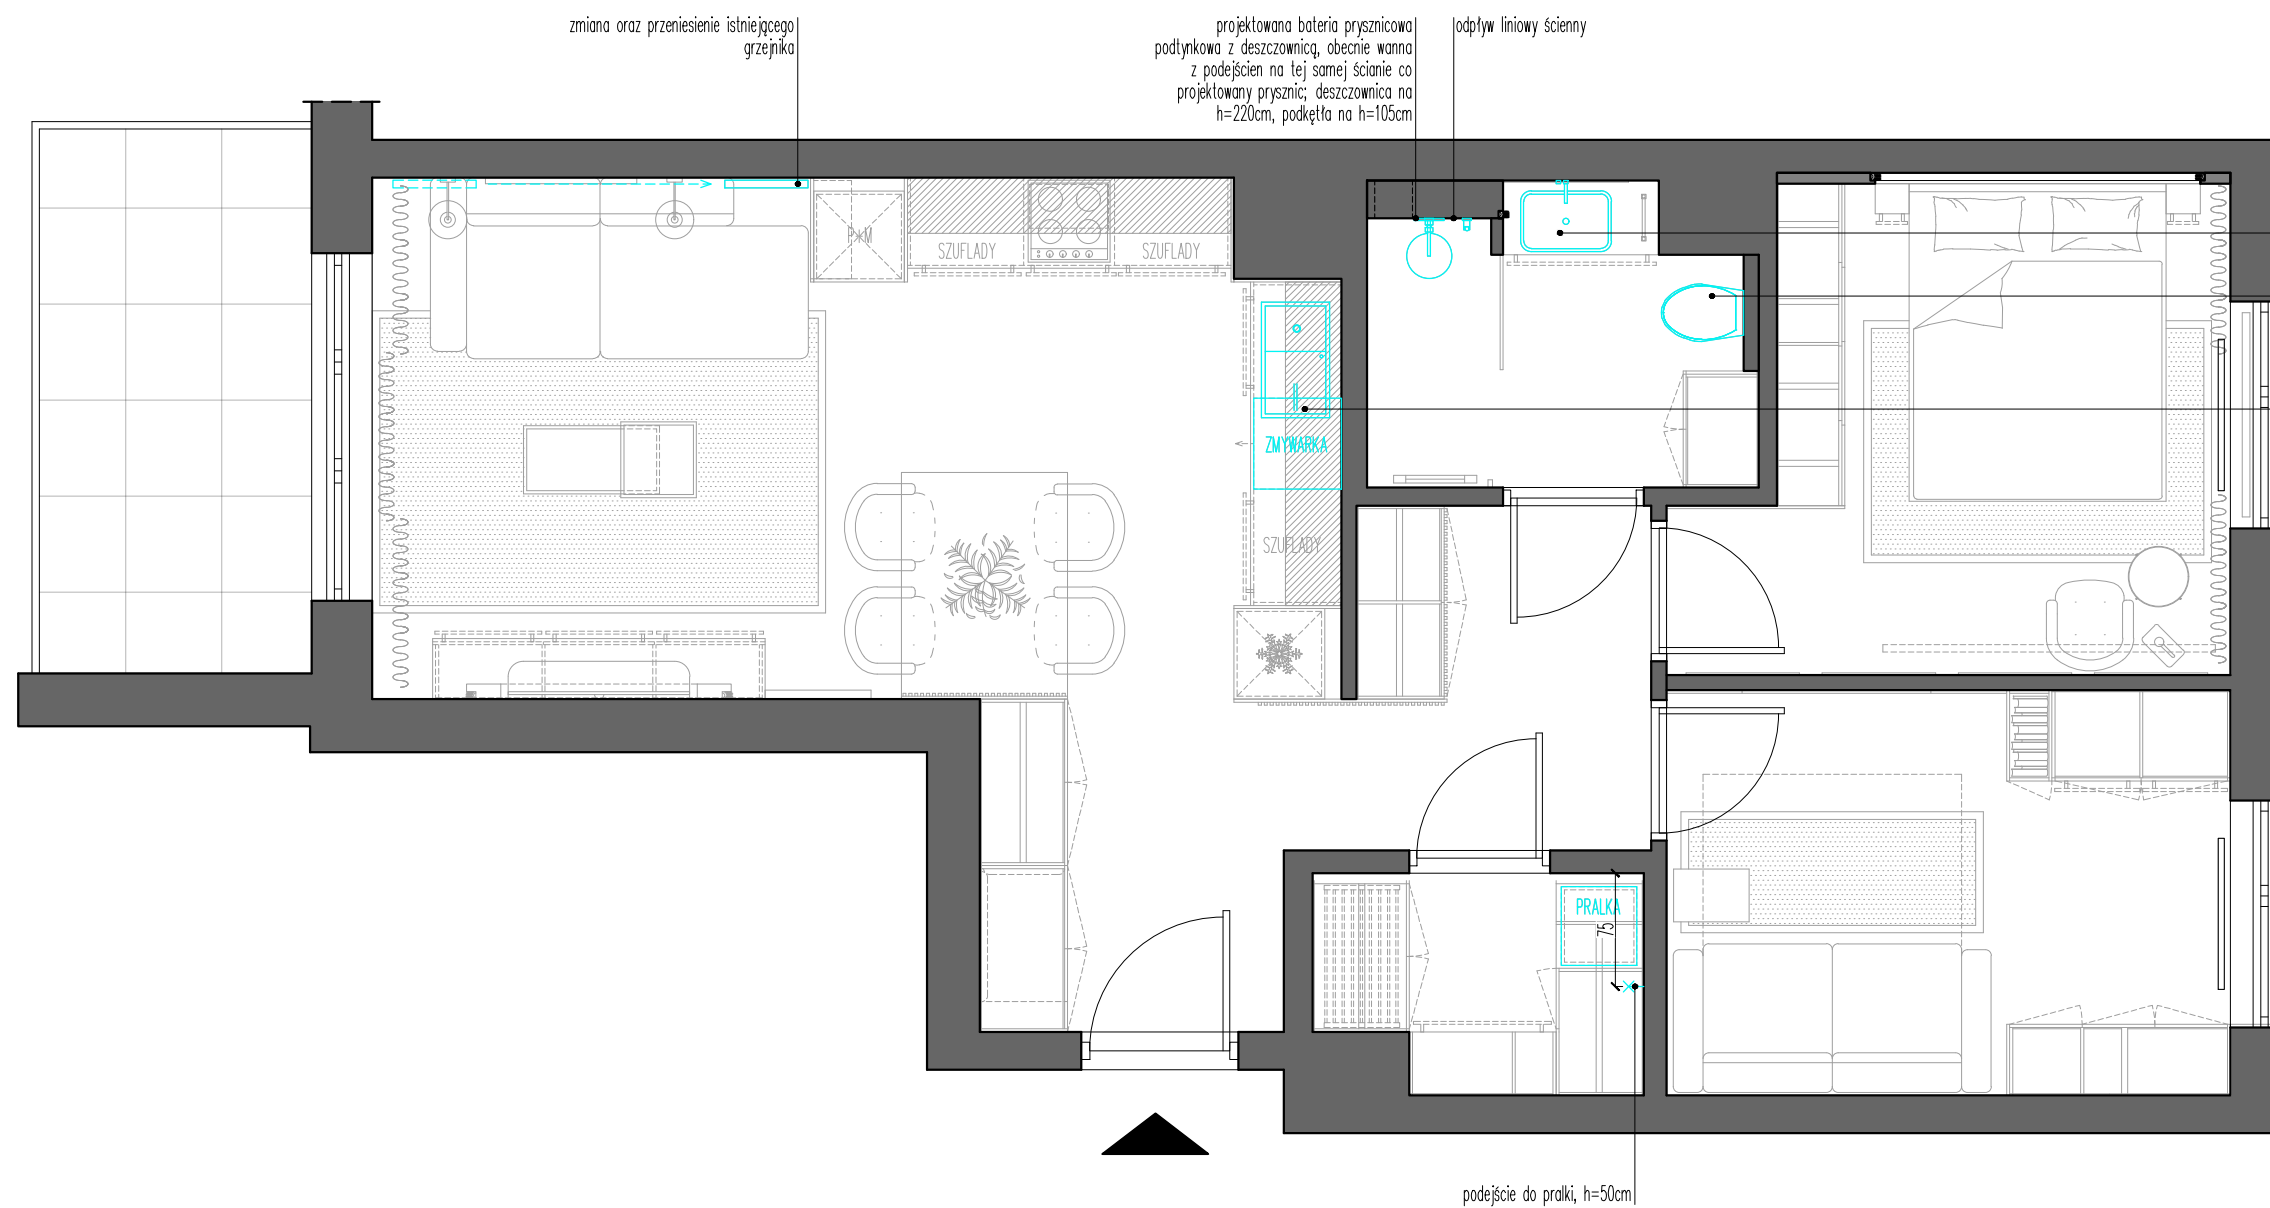 zmiana oraz przeniesienie istniejącego
grzejnika
projektowana bateria prysznicowa
podtynkowa z deszczownicą, obecnie wanna
z podejścien na tej samej ścianie co
projektowany prysznic; deszczownica na
h=220cm, podkętła na h=105cm
odpływ liniowy ścienny
P+M
SZUFLADY
SZUFLADY
ZMYWARKA
SZUFLADY
PRALKA
75
podejście do pralki, h=50cm